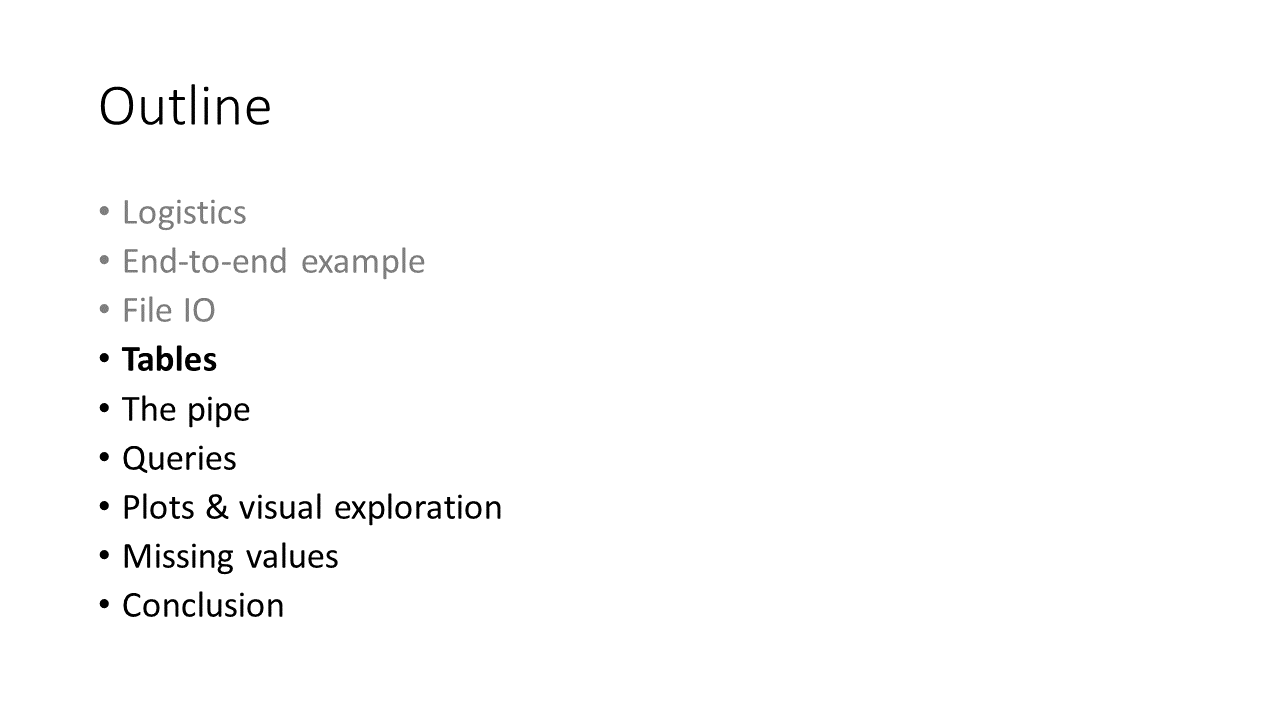 Outline
• Logistics
• End-to-end example
• File IO
• Tables
• The pipe
• Queries
• Plots & visual exploration
• Missing values
• Conclusion